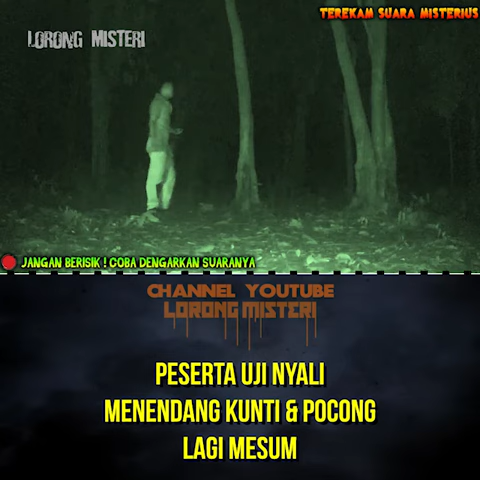 TEREKAM SUARA MISTERIUS
LORONG MISTERI
JANGAN BERISIK ! COBA DENGARKAN SUARANYA
CHANNEL YOUTUBE
LORONG MISTERI
PESERTA UJI NYALI
MENENDANG KUNTI & POCONG
LAGI MESUM